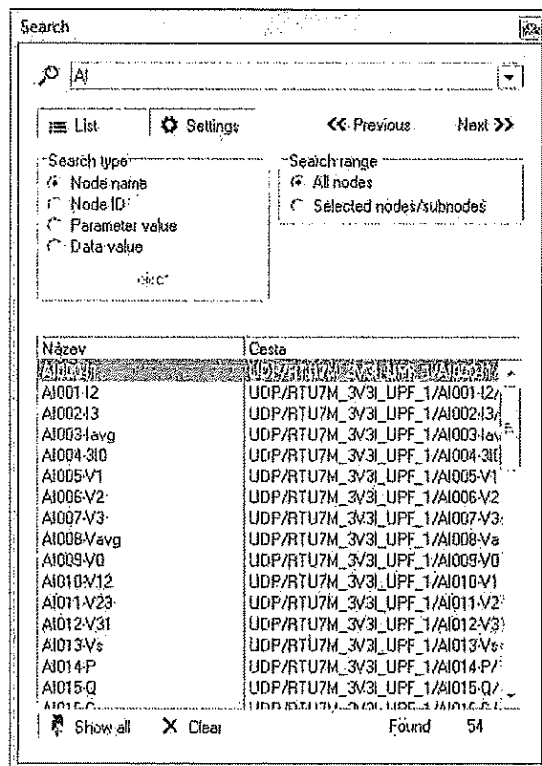 Search
AI
List Settings Previous Next
Search type
Node name
Node ID
Parameter value
Data value
Search range
All nodes
Selected nodes/subnodes
Název Cesta
AI001-I2 UDP/RTU7M_3V3I_UPF_1/AI001-I2/
AI002-I3 UDP/RTU7M_3V3I_UPF_1/AI002-I3/
AI003-Iavg UDP/RTU7M_3V3I_UPF_1/AI003-Iav
AI004-3I0 UDP/RTU7M_3V3I_UPF_1/AI004-3I0
AI005-V1 UDP/RTU7M_3V3I_UPF_1/AI005-V1
AI006-V2 UDP/RTU7M_3V3I_UPF_1/AI006-V2
AI007-V3 UDP/RTU7M_3V3I_UPF_1/AI007-V3
AI008-Vavg UDP/RTU7M_3V3I_UPF_1/AI008-Va
AI009-V0 UDP/RTU7M_3V3I_UPF_1/AI009-V0
AI010-V12 UDP/RTU7M_3V3I_UPF_1/AI010-V1
AI011-V23 UDP/RTU7M_3V3I_UPF_1/AI011-V2
AI012-V31 UDP/RTU7M_3V3I_UPF_1/AI012-V3
AI013-Vs UDP/RTU7M_3V3I_UPF_1/AI013-Vs
AI014-P UDP/RTU7M_3V3I_UPF_1/AI014-P/
AI015-Q UDP/RTU7M_3V3I_UPF_1/AI015-Q/
Show all Clear Found 54